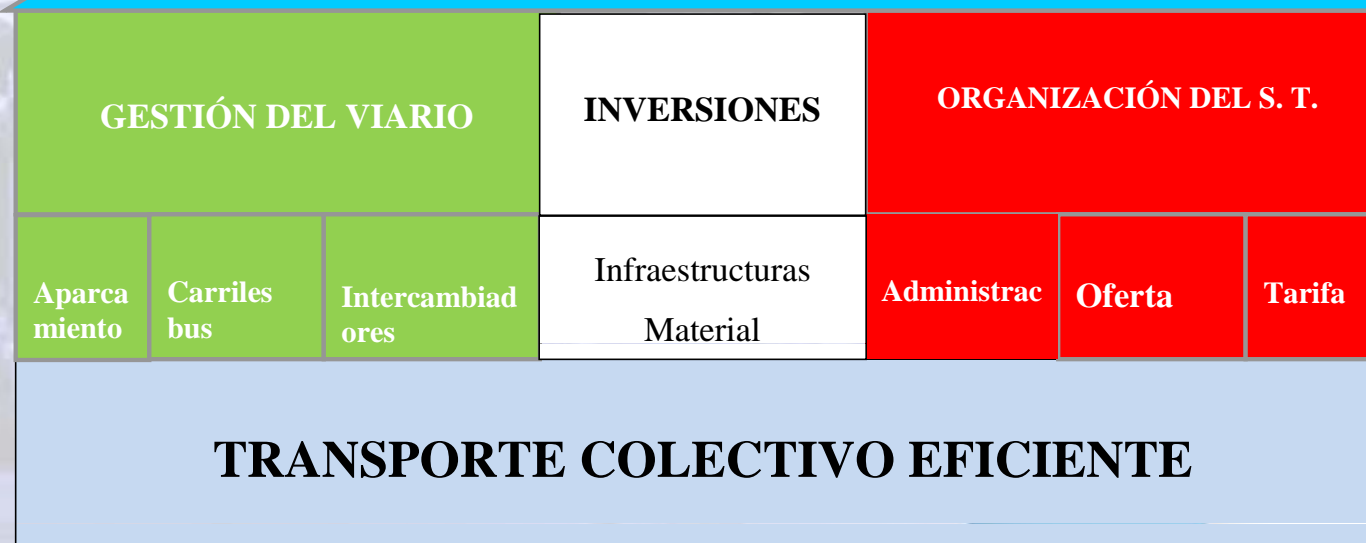 GESTIÓN DEL VIARIO
INVERSIONES
ORGANIZACIÓN DEL S. T.
Aparca
miento
Carriles
bus
Intercambiad
ores
Infraestructuras
Material
Administrac
Oferta
Tarifa
TRANSPORTE COLECTIVO EFICIENTE